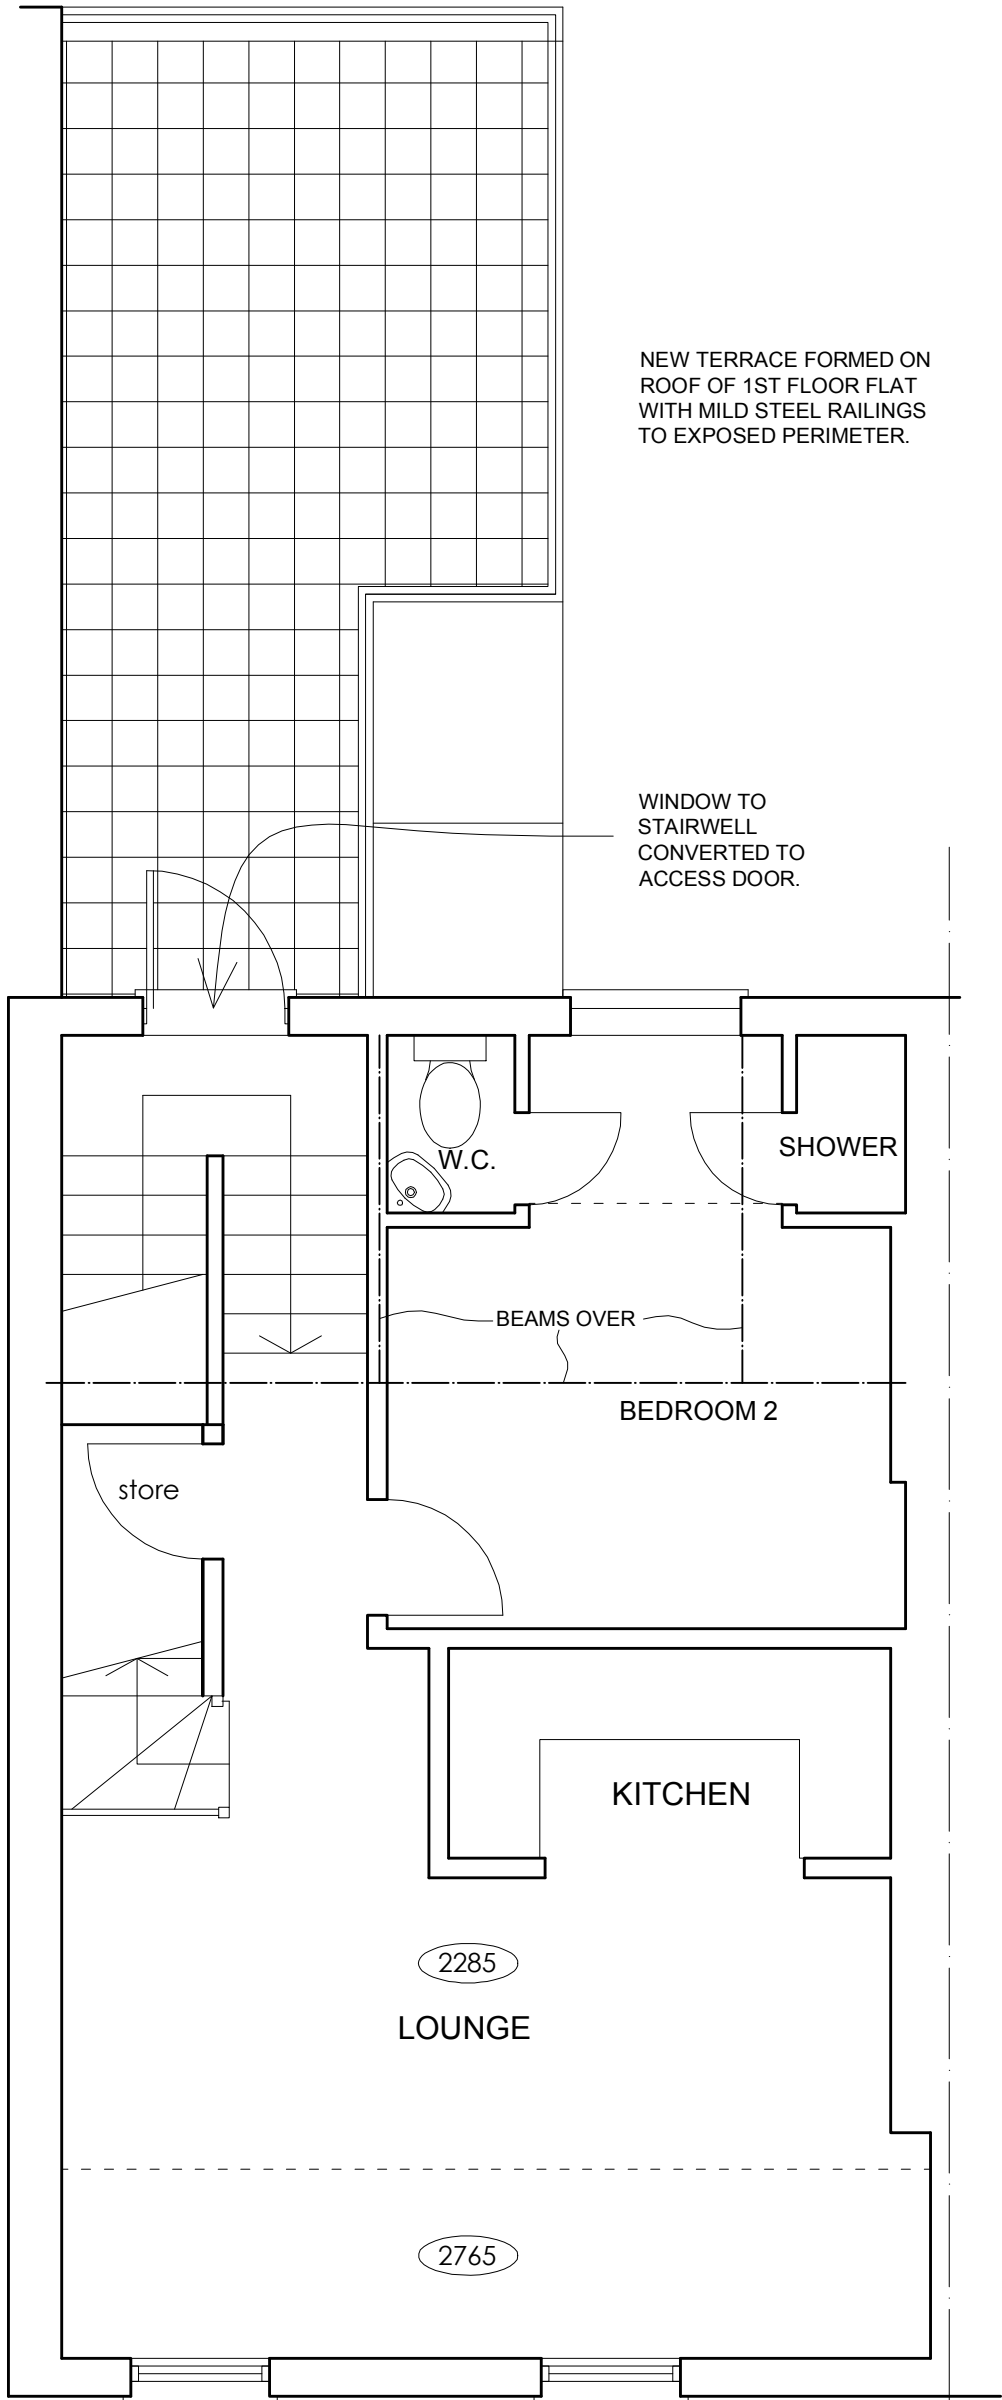 NEW TERRACE FORMED ON
ROOF OF 1ST FLOOR FLAT
WITH MILD STEEL RAILINGS
TO EXPOSED PERIMETER.
WINDOW TO
STAIRWELL
CONVERTED TO
ACCESS DOOR.
SHOWER
W.C.
BEAMS OVER
BEDROOM 2
store
KITCHEN
2285
LOUNGE
2765